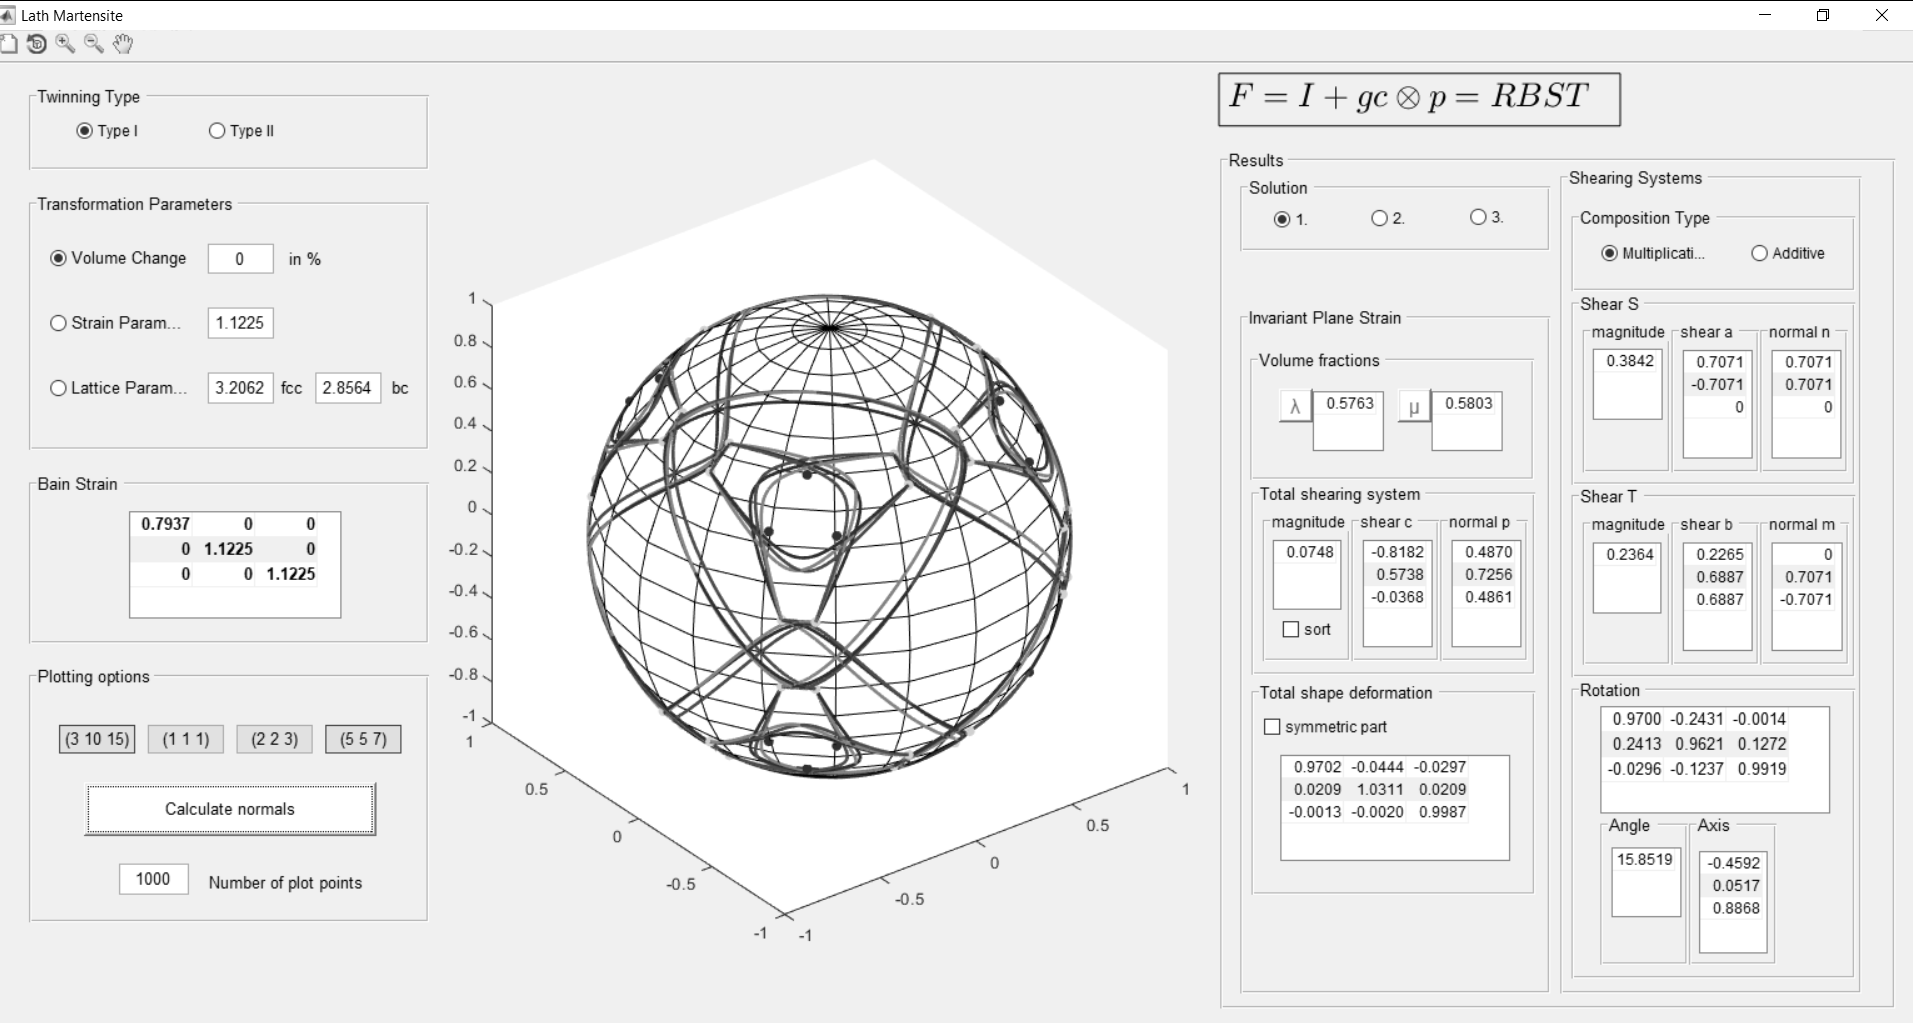 Lath Martensite
Twinning Type
Type I
Type II
Transformation Parameters
Volume Change 0 in %
Strain Param... 1.1225
Lattice Param... 3.2062 fcc 2.8564 bc
Bain Strain
0.7937 0 0
0 1.1225 0
0 0 1.1225
Plotting options
(3 10 15) (1 1 1) (2 2 3) (5 5 7)
Calculate normals
1000 Number of plot points
1
0.8
0.6
0.4
0.2
0
-0.2
-0.4
-0.6
-0.8
-1
1
0.5
0
-0.5
-1
-1
-0.5
0
0.5
1
F = I + gc ⊗ p = RBST
Results
Solution
1. 2. 3.
Invariant Plane Strain
Volume fractions
λ 0.5763 μ 0.5803
Total shearing system
magnitude shear c normal p
0.0748 -0.8182 0.4870
0.5738 0.7256
-0.0368 0.4861
sort
Total shape deformation
symmetric part
0.9702 -0.0444 -0.0297
0.0209 1.0311 0.0209
-0.0013 -0.0020 0.9987
Shearing Systems
Composition Type
Multiplicati... Additive
Shear S
magnitude shear a normal n
0.3842 0.7071 0.7071
-0.7071 0.7071
0 0
Shear T
magnitude shear b normal m
0.2364 0.2265 0
0.6887 0.7071
0.6887 -0.7071
Rotation
0.9700 -0.2431 -0.0014
0.2413 0.9621 0.1272
-0.0296 -0.1237 0.9919
Angle Axis
15.8519 -0.4592
0.0517
0.8868